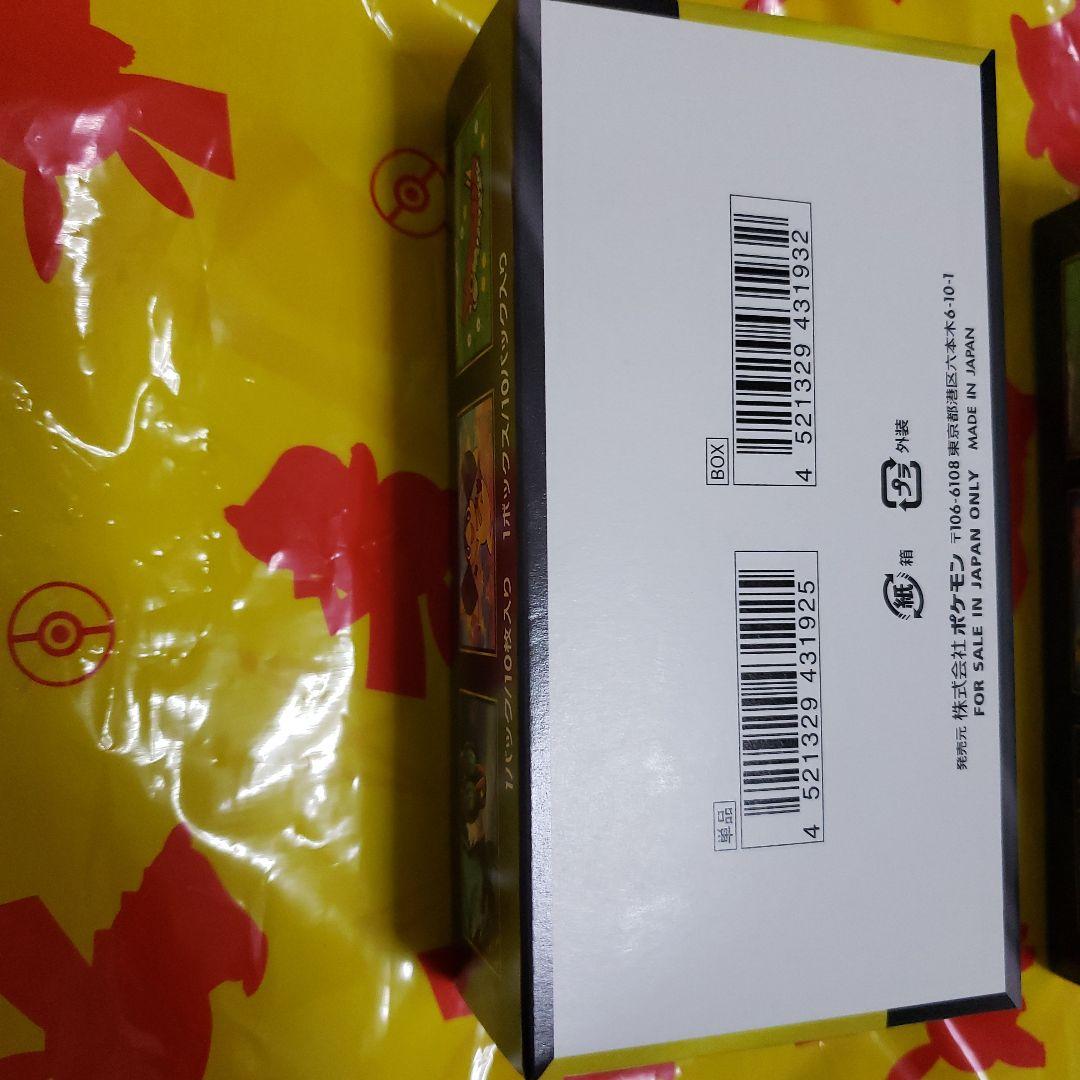 1パック/10枚入り 1ボックス/10パック入り
単品
4 521329 431925
BOX
4 521329 431932
紙 箱
プラ 外装
発売元 株式会社ポケモン 〒106-6108 東京都港区六本木6-10-1
FOR SALE IN JAPAN ONLY MADE IN JAPAN